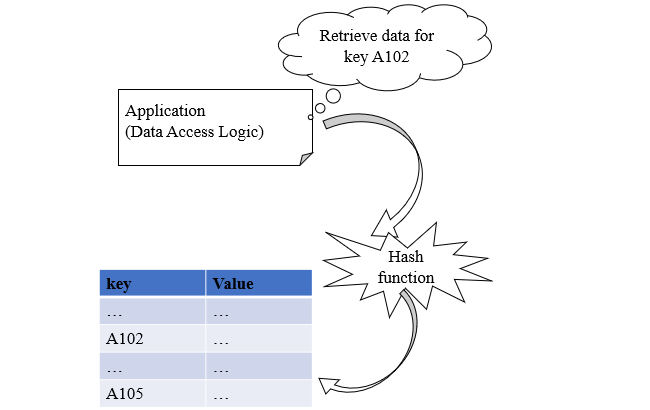 Retrieve data for
key A102
Application
(Data Access Logic)
Hash
function
key Value
… …
A102 …
… …
A105 …